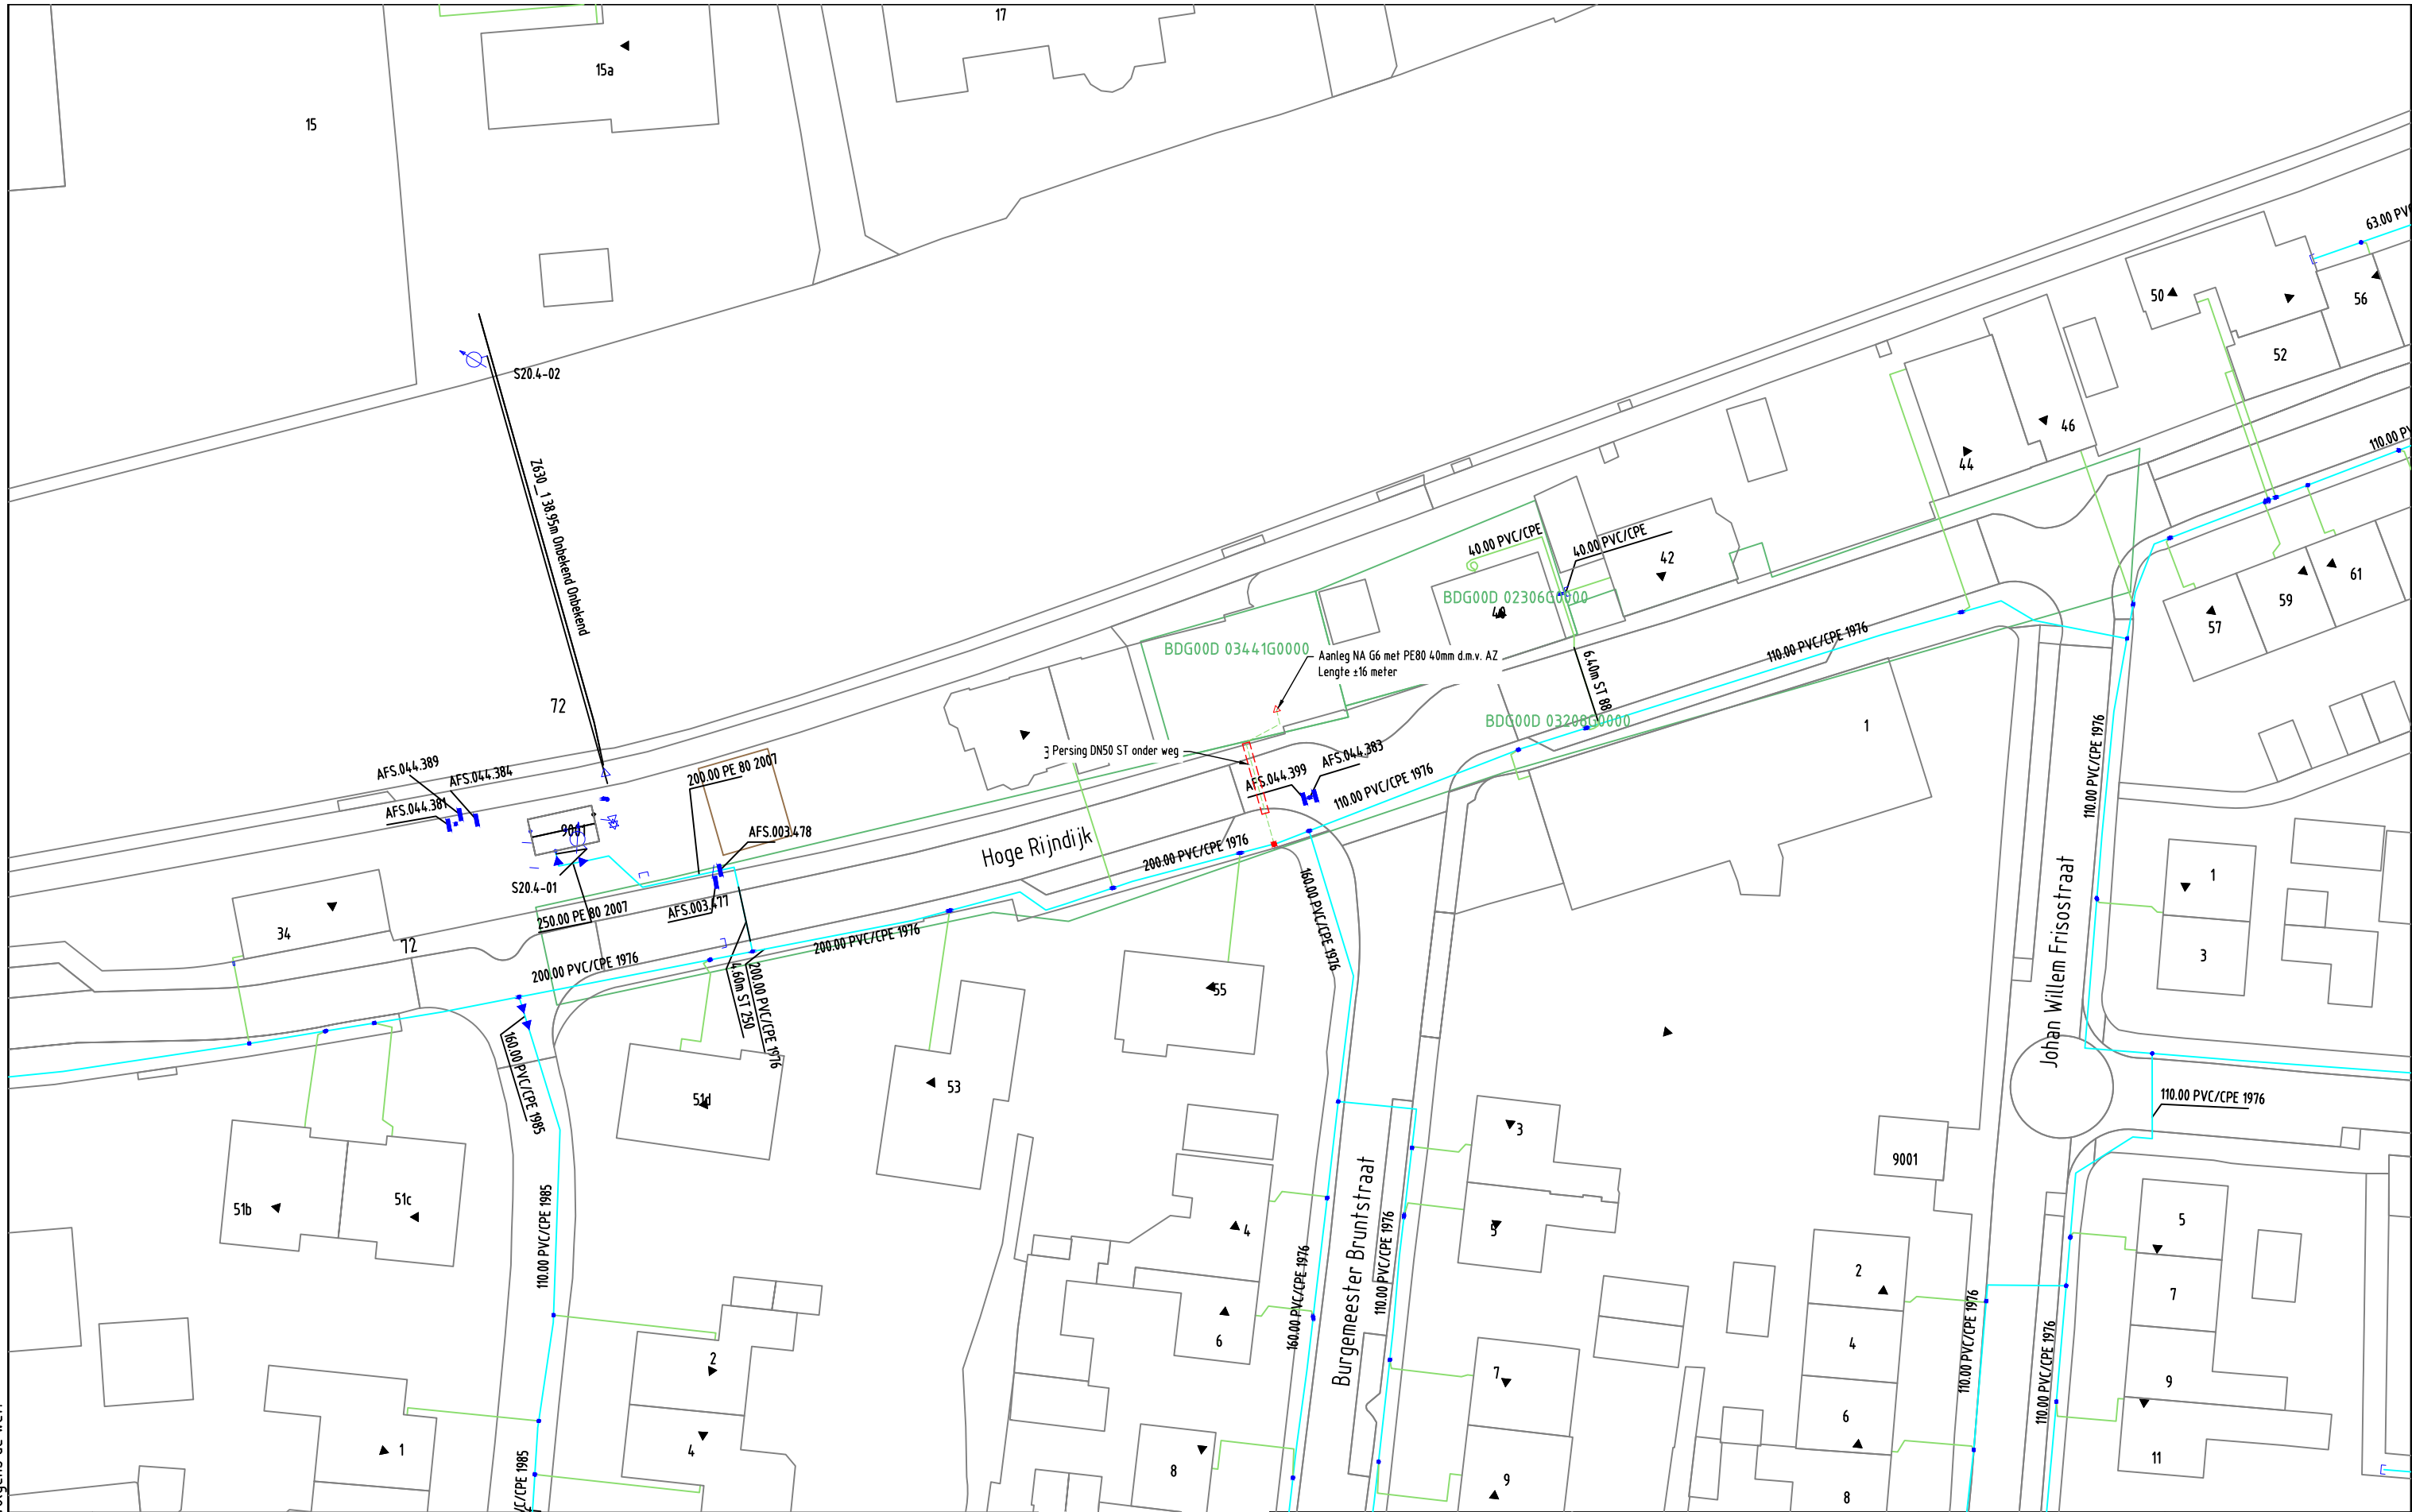 17
15a
15
63.00 PV
50
56
52
S20.4-02
110.00 PV
46
44
Z630_1 38.95m Onbekend Onbekend
40.00 PVC/CPE
40.00 PVC/CPE
42
BDG00D 02306G0000
40
61
59
57
BDG00D 03441G0000
Aanleg NA G6 met PE80 40mm d.m.v. AZ
Lengte ±16 meter
110.00 PVC/CPE 1976
6.40m ST 88
72
BDG00D 03208G0000
1
3
Persing DN50 ST onder weg
AFS.044.389
AFS.044.384
AFS.044.381
200.00 PE 80 2007
AFS.044.399
AFS.044.383
110.00 PVC/CPE 1976
110.00 PVC/CPE 1976
9001
AFS.003.478
Hoge Rijndijk
200.00 PVC/CPE 1976
S20.4-01
AFS.003.477
250.00 PE 80 2007
160.00 PVC/CPE 1976
1
34
72
200.00 PVC/CPE 1976
200.00 PVC/CPE 1976
4.60m ST 250
200.00 PVC/CPE 1976
55
3
Johan Willem Frisostraat
160.00 PVC/CPE 1985
51d
53
110.00 PVC/CPE 1976
3
9001
51b
51c
110.00 PVC/CPE 1985
4
5
5
Burgemeester Bruntstraat
110.00 PVC/CPE 1976
160.00 PVC/CPE 1976
2
7
6
4
110.00 PVC/CPE 1976
110.00 PVC/CPE 1976
2
7
9
6
1
4
8
9
11
8
C/CPE 1985